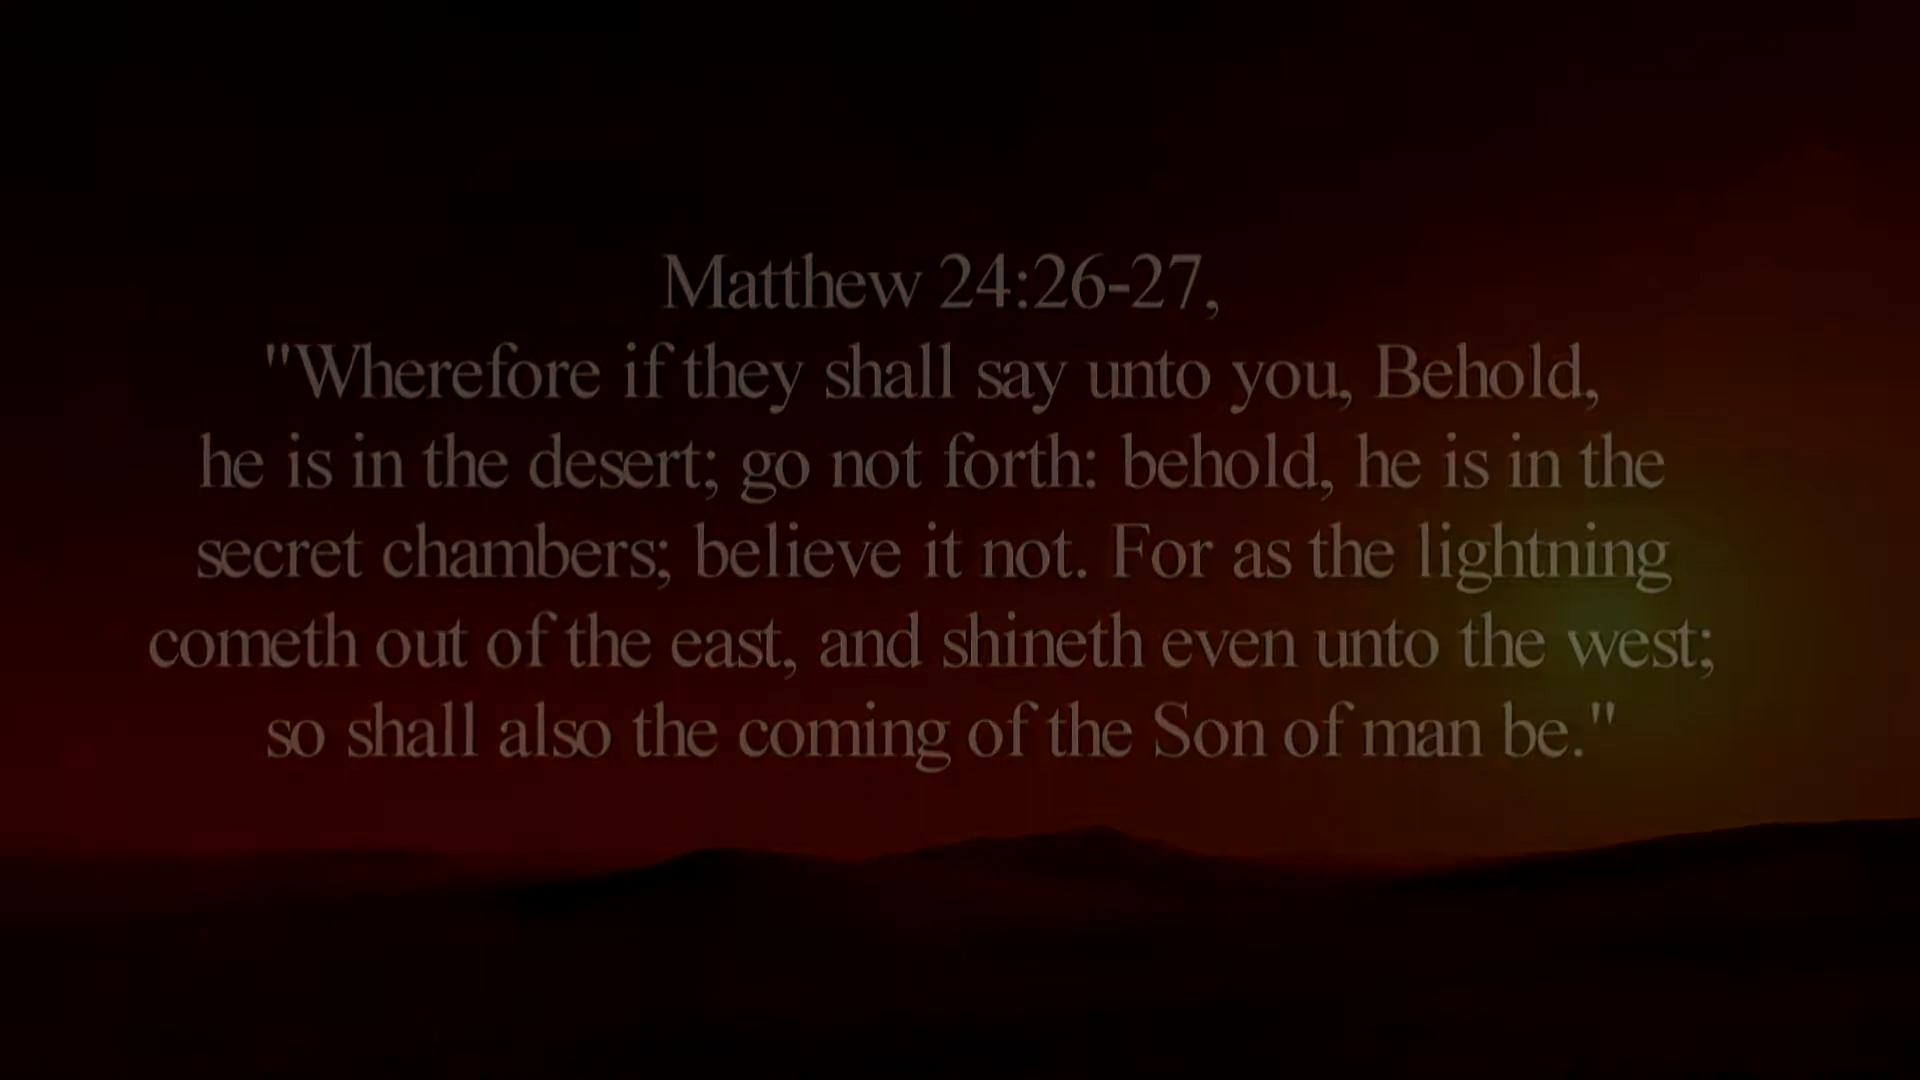 Matthew 24:26-27,
"Wherefore if they shall say unto you, Behold,
he is in the desert; go not forth: behold, he is in the
secret chambers; believe it not. For as the lightning
cometh out of the east, and shineth even unto the west;
so shall also the coming of the Son of man be."